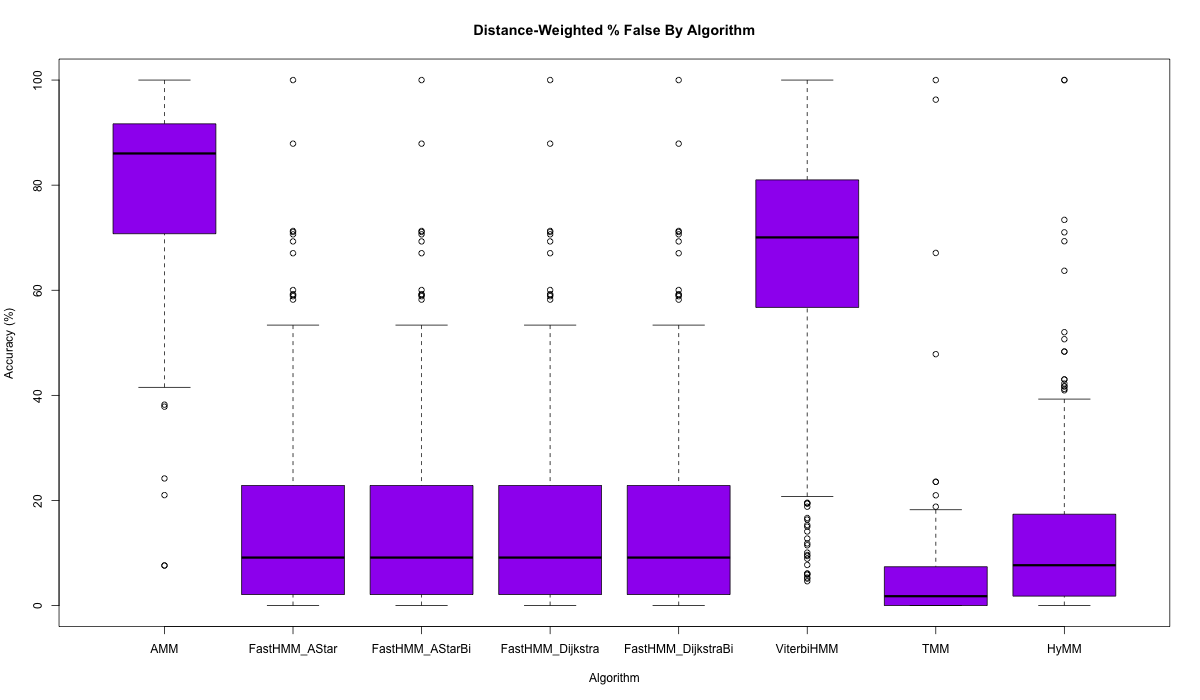 Distance-Weighted % False By Algorithm
Accuracy (%)
100
80
60
40
20
0
AMM FastHMM_AStar FastHMM_AStarBi FastHMM_Dijkstra FastHMM_DijkstraBi ViterbiHMM TMM HyMM
Algorithm